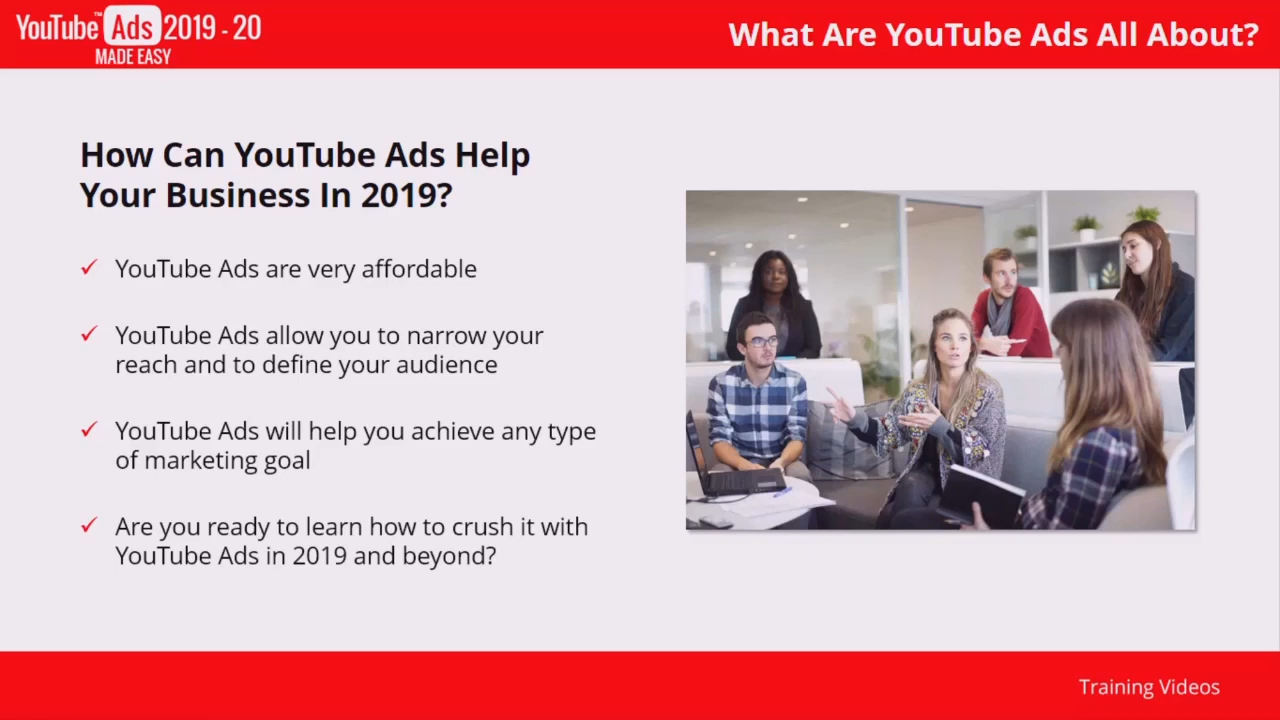 YouTube™ Ads 2019 - 20
MADE EASY
What Are YouTube Ads All About?
How Can YouTube Ads Help
Your Business In 2019?
✓ YouTube Ads are very affordable
✓ YouTube Ads allow you to narrow your
reach and to define your audience
✓ YouTube Ads will help you achieve any type
of marketing goal
✓ Are you ready to learn how to crush it with
YouTube Ads in 2019 and beyond?
Training Videos